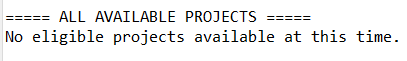 ===== ALL AVAILABLE PROJECTS =====
No eligible projects available at this time.